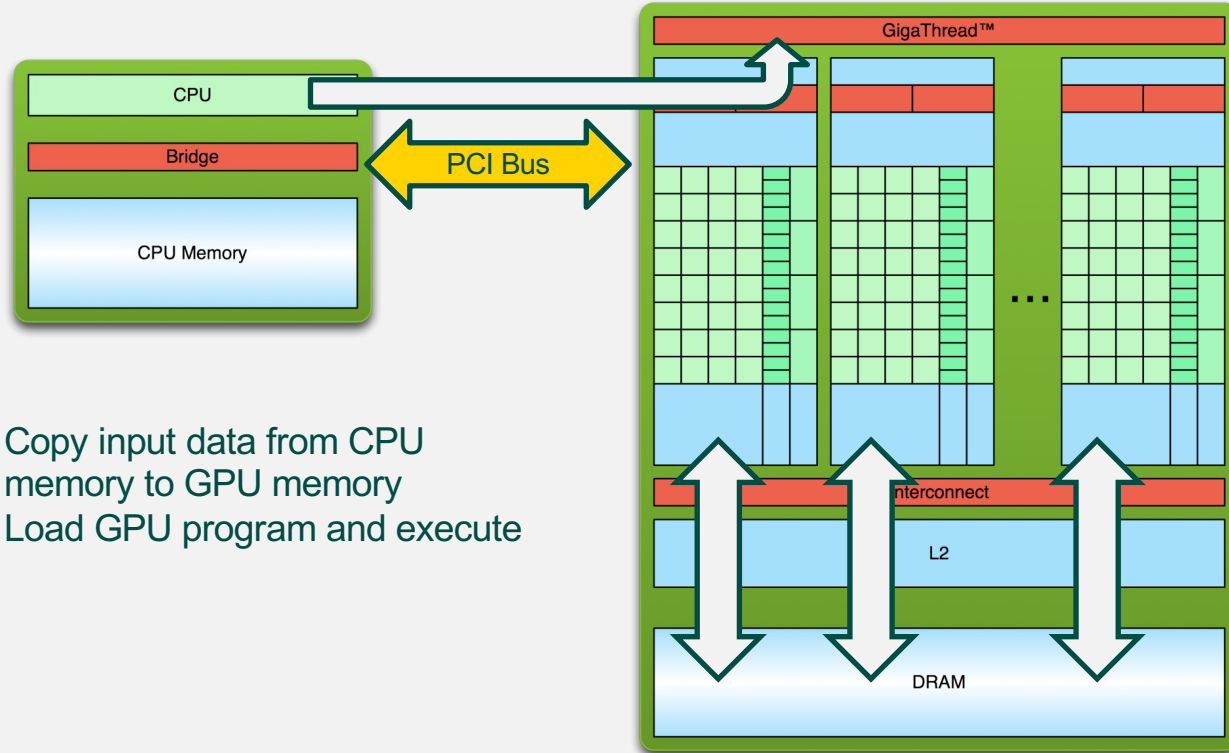 GigaThread™
CPU
Bridge
PCI Bus
CPU Memory
...
Copy input data from CPU
memory to GPU memory
Load GPU program and execute
nterconnect
L2
DRAM